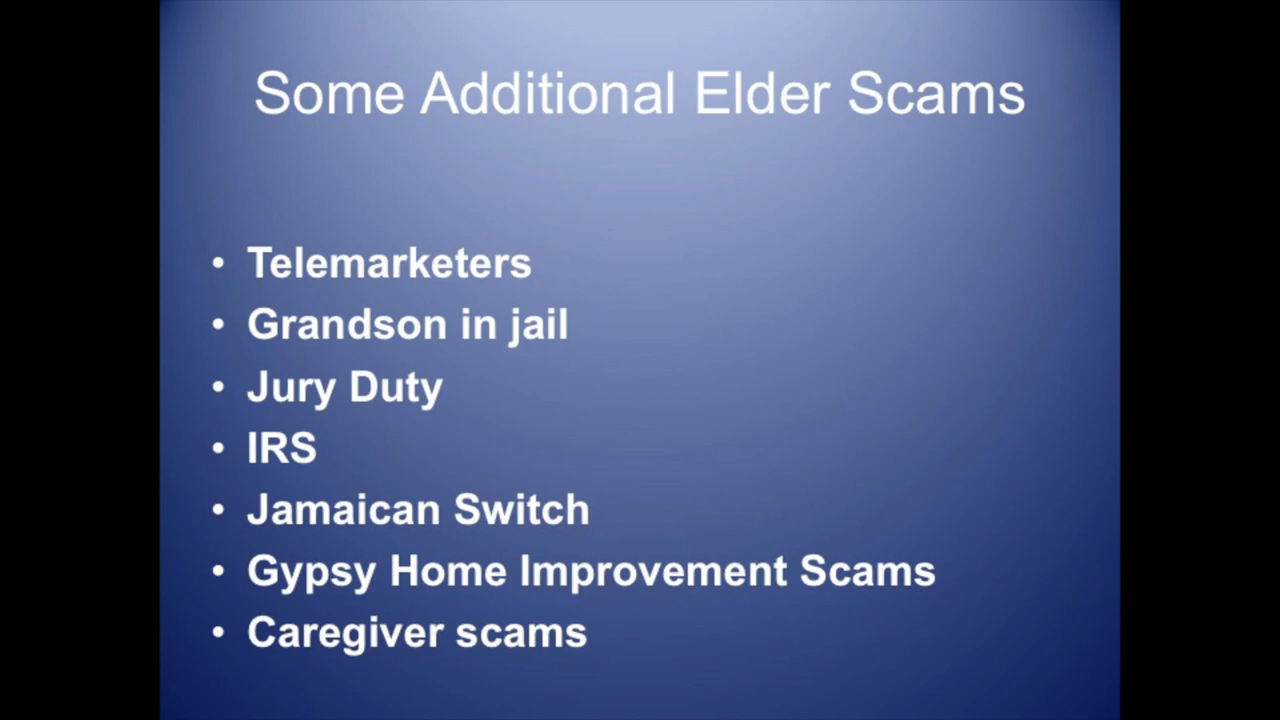 Some Additional Elder Scams
• Telemarketers
• Grandson in jail
• Jury Duty
• IRS
• Jamaican Switch
• Gypsy Home Improvement Scams
• Caregiver scams